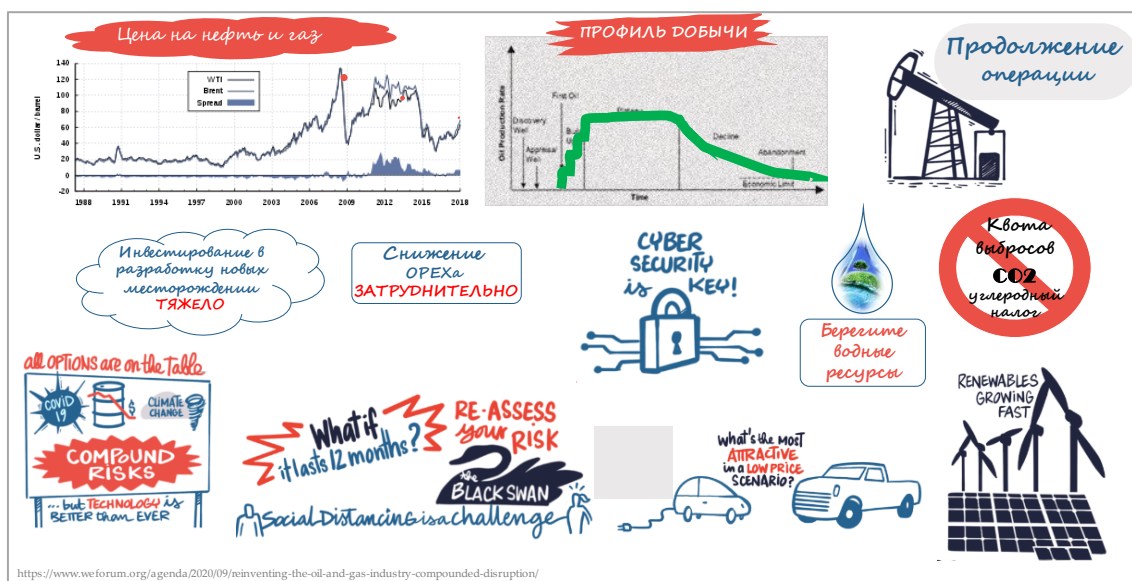 Цена на нефть и газ
140
120
100
80
60
40
20
0
-20
U.S. dollar / barrel
WTI
Brent
Spread
1988
1991
1994
1997
2000
2003
2006
2009
2012
2015
2018
ПРОФИЛЬ ДОБЫЧИ
Oil Production Rate
First Oil
Discovery
Well
Appraisal
Well
Decline
Abandonment
Economic Limit
Time
Продолжение
операции
Инвестирование в
разработку новых
месторождении
ТЯЖЕЛО
Снижение
OPEXа
ЗАТРУДНИТЕЛЬНО
CYBER
SECURITY
is KEY!
Берегите
водные
ресурсы
Квота
выбросов
CO2
углеродный
налог
all OPTIONS are on the Table
COVID
19
$
CLIMATE
CHANGE
COMPOUND
RISKS
...but TECHNOLOGY is
BETTER than EVER
What if
it lasts 12 months?
RE-ASSESS
your RISK
the
BLACK SWAN
Social Distancing is a challenge
WHAT'S the MOST
ATTRACTIVE
in a LOW PRICE
SCENARIO?
RENEWABLES
GROWING
FAST
https://www.weforum.org/agenda/2020/09/reinventing-the-oil-and-gas-industry-compounded-disruption/